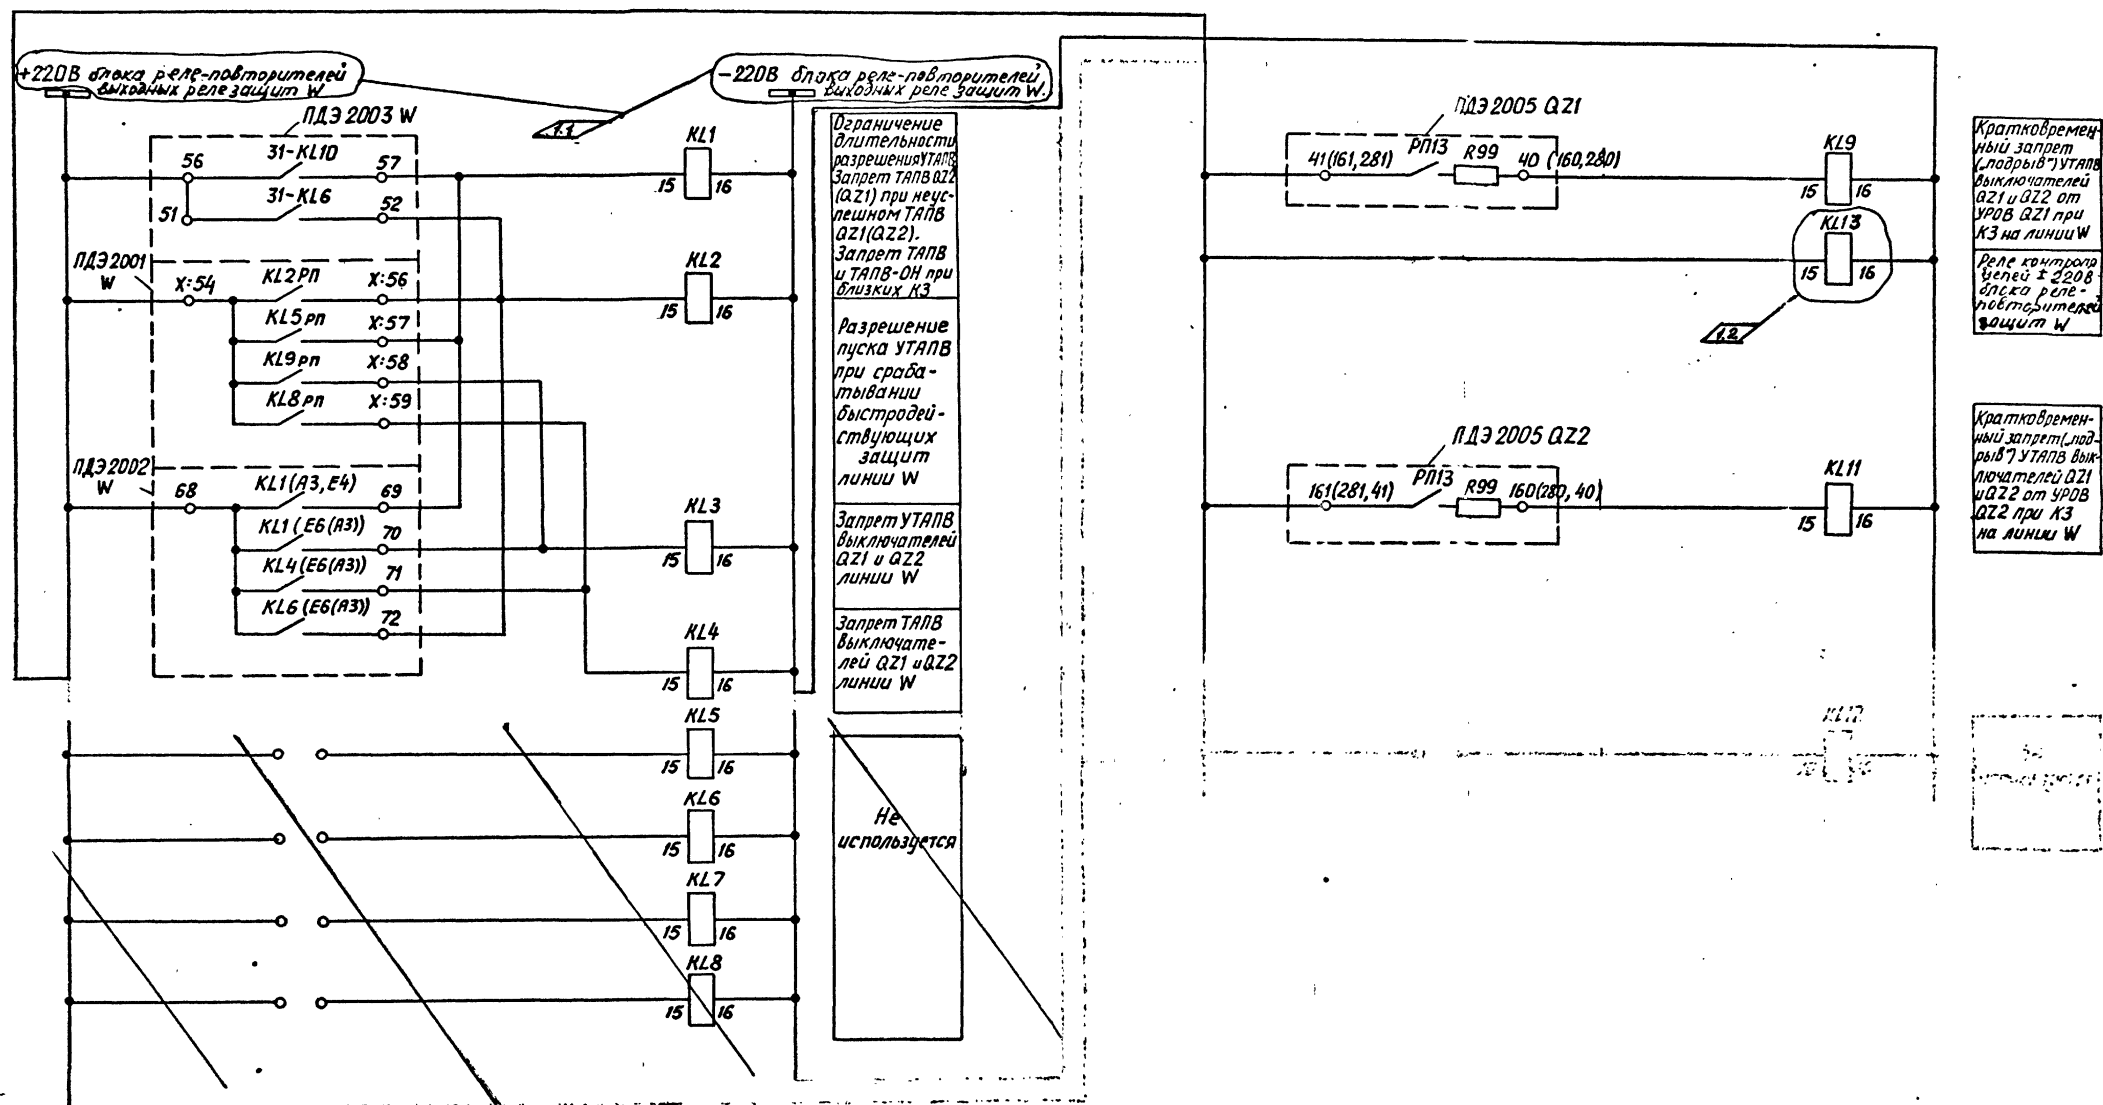 +220В блока реле-повторителей
выходных реле защит W
-220В блока реле-повторителей
выходных реле защит W.
1.1
ПДЭ 2003 W
56
31-KL10
57
51
31-KL6
52
ПДЭ 2001
W
X:54
KL2РП
X:56
KL5рп
X:57
KL9рп
X:58
KL8рп
X:59
ПДЭ 2002
W
68
KL1(А3,Е4)
69
KL1(Е6(А3))
70
KL4(Е6(А3))
71
KL6(Е6(А3))
72
KL1
15
16
KL2
15
16
KL3
15
16
KL4
15
16
KL5
15
16
KL6
15
16
KL7
15
16
KL8
15
16
Ограничение
длительности
разрешения УТАПВ
Запрет ТАПВ QZ2
(QZ1) при неус-
пешном ТАПВ
QZ1(QZ2).
Запрет ТАПВ
и ТАПВ-ОН при
близких КЗ
Разрешение
пуска УТАПВ
при сраба-
тывании
быстродей-
ствующих
защит
линии W
Запрет УТАПВ
выключателей
QZ1 и QZ2
линии W
Запрет ТАПВ
выключате-
лей QZ1 и QZ2
линии W
Не
используется
ПДЭ 2005 QZ1
41(161,281)
РП13
R99
40 (160,280)
KL9
15
16
KL13
15
16
1.2
Кратковремен-
ный запрет
(„подрыв") УТАПВ
выключателей
QZ1 и QZ2 от
УРОВ QZ1 при
КЗ на линии W
Реле контроля
цепей ± 220В
блока реле-
повторителей
защит W
ПДЭ 2005 QZ2
161(281,41)
РП13
R99
160(280,40)
KL11
15
16
Кратковремен-
ный запрет(„под-
рыв") УТАПВ вык-
лючателей QZ1
и QZ2 от УРОВ
QZ2 при КЗ
на линии W